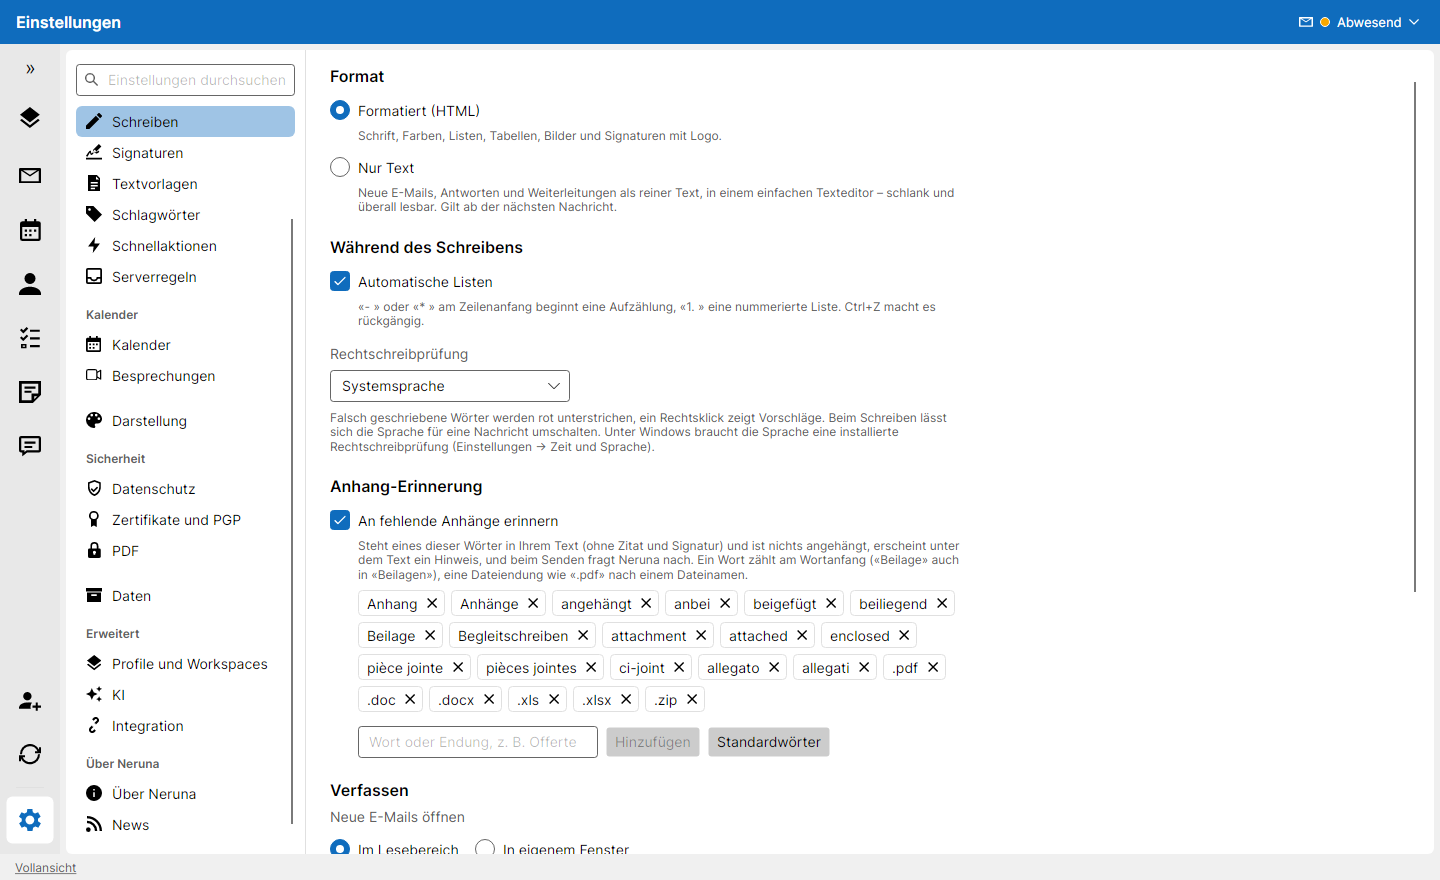 Einstellungen
Abwesend
Einstellungen durchsuchen
Schreiben
Signaturen
Textvorlagen
Schlagwörter
Schnellaktionen
Serverregeln
Kalender
Kalender
Besprechungen
Darstellung
Sicherheit
Datenschutz
Zertifikate und PGP
PDF
Daten
Erweitert
Profile und Workspaces
KI
Integration
Über Neruna
Über Neruna
News
Format
Formatiert (HTML)
Schrift, Farben, Listen, Tabellen, Bilder und Signaturen mit Logo.
Nur Text
Neue E-Mails, Antworten und Weiterleitungen als reiner Text, in einem einfachen Texteditor – schlank und
überall lesbar. Gilt ab der nächsten Nachricht.
Während des Schreibens
Automatische Listen
«- » oder «* » am Zeilenanfang beginnt eine Aufzählung, «1. » eine nummerierte Liste. Ctrl+Z macht es
rückgängig.
Rechtschreibprüfung
Systemsprache
Falsch geschriebene Wörter werden rot unterstrichen, ein Rechtsklick zeigt Vorschläge. Beim Schreiben lässt
sich die Sprache für eine Nachricht umschalten. Unter Windows braucht die Sprache eine installierte
Rechtschreibprüfung (Einstellungen → Zeit und Sprache).
Anhang-Erinnerung
An fehlende Anhänge erinnern
Steht eines dieser Wörter in Ihrem Text (ohne Zitat und Signatur) und ist nichts angehängt, erscheint unter
dem Text ein Hinweis, und beim Senden fragt Neruna nach. Ein Wort zählt am Wortanfang («Beilage» auch
in «Beilagen»), eine Dateiendung wie «.pdf» nach einem Dateinamen.
Anhang Anhänge angehängt anbei beigefügt beiliegend
Beilage Begleitschreiben attachment attached enclosed
pièce jointe pièces jointes ci-joint allegato allegati .pdf
.doc .docx .xls .xlsx .zip
Wort oder Endung, z. B. Offerte Hinzufügen Standardwörter
Verfassen
Neue E-Mails öffnen
Im Lesebereich In eigenem Fenster
Vollansicht